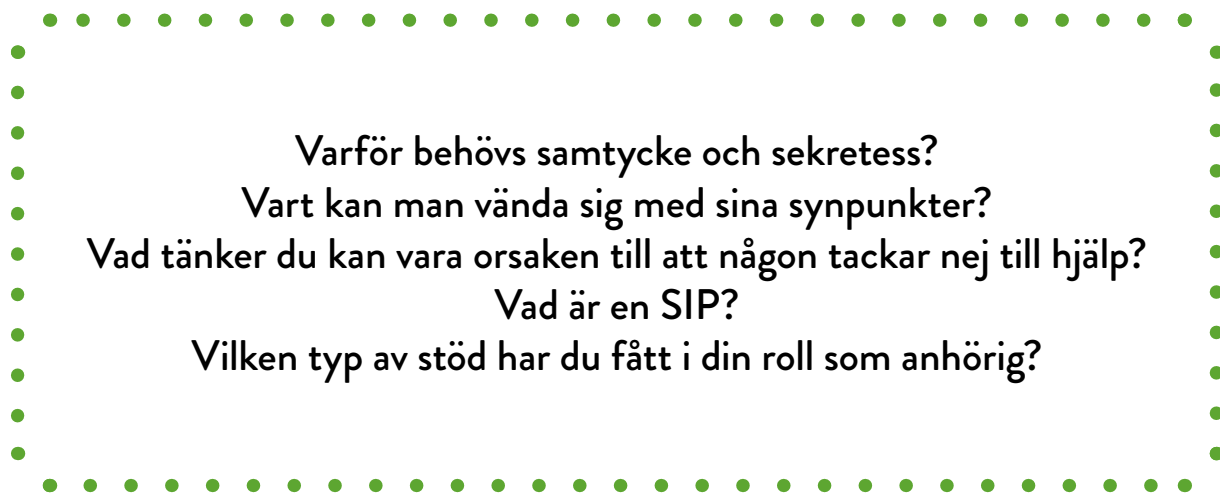 Varför behövs samtycke och sekretess?
Vart kan man vända sig med sina synpunkter?
Vad tänker du kan vara orsaken till att någon tackar nej till hjälp?
Vad är en SIP?
Vilken typ av stöd har du fått i din roll som anhörig?